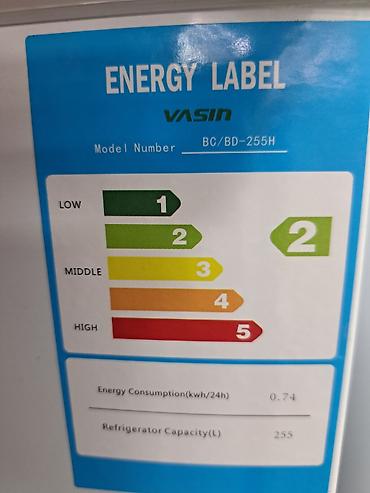 ENERGY LABEL
VASIN
Model Number BC/BD-255H
LOW 1
2 2
MIDDLE 3
4
HIGH 5
Energy Consumption(kwh/24h) 0.74
Refrigerator Capacity(L) 255